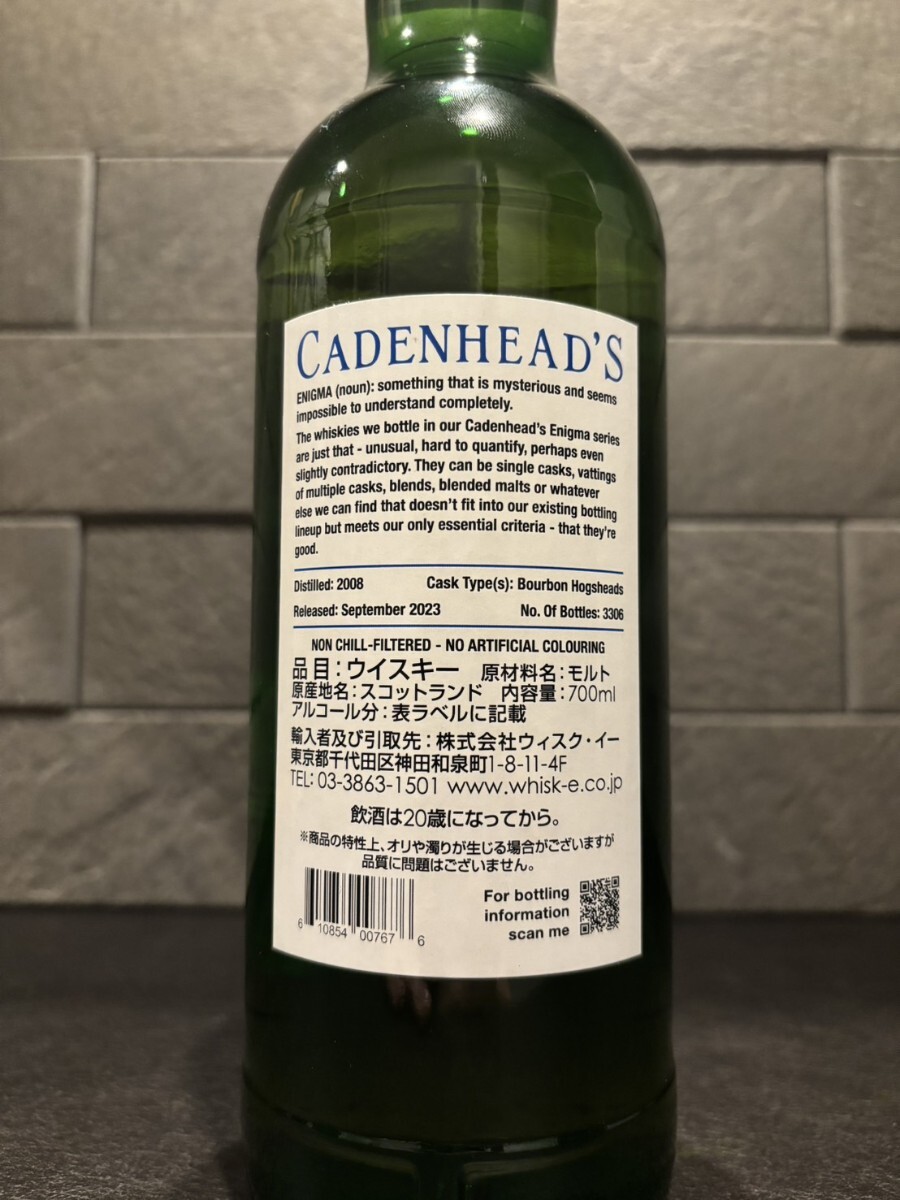 CADENHEAD'S
ENIGMA (noun): something that is mysterious and seems
impossible to understand completely.
The whiskies we bottle in our Cadenhead's Enigma series
are just that - unusual, hard to quantify, perhaps even
slightly contradictory. They can be single casks, vattings
of multiple casks, blends, blended malts or whatever
else we can find that doesn't fit into our existing bottling
lineup but meets our only essential criteria - that they're
good.
Distilled: 2008 Cask Type(s): Bourbon Hogsheads
Released: September 2023 No. Of Bottles: 3306
NON CHILL-FILTERED - NO ARTIFICIAL COLOURING
品目：ウイスキー 原材料名：モルト
原産地名：スコットランド 内容量：700ml
アルコール分：表ラベルに記載
輸入者及び引取先：株式会社ウィスク・イー
東京都千代田区神田和泉町1-8-11-4F
TEL: 03-3863-1501 www.whisk-e.co.jp
飲酒は20歳になってから。
※商品の特性上、オリや濁りが生じる場合がございますが
品質に問題はございません。
For bottling
information
scan me
6 10854 00767 6